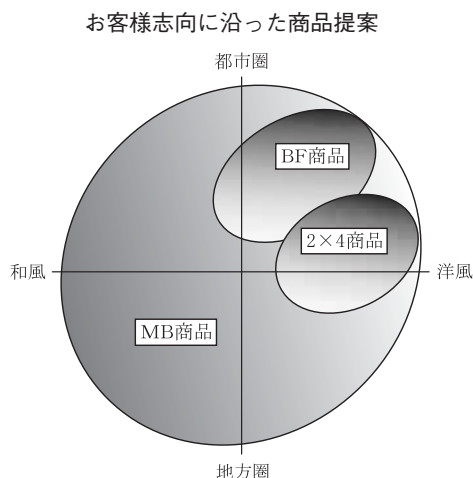 お客様志向に沿った商品提案
都市圏
BF商品
2×4商品
和風
洋風
MB商品
地方圏